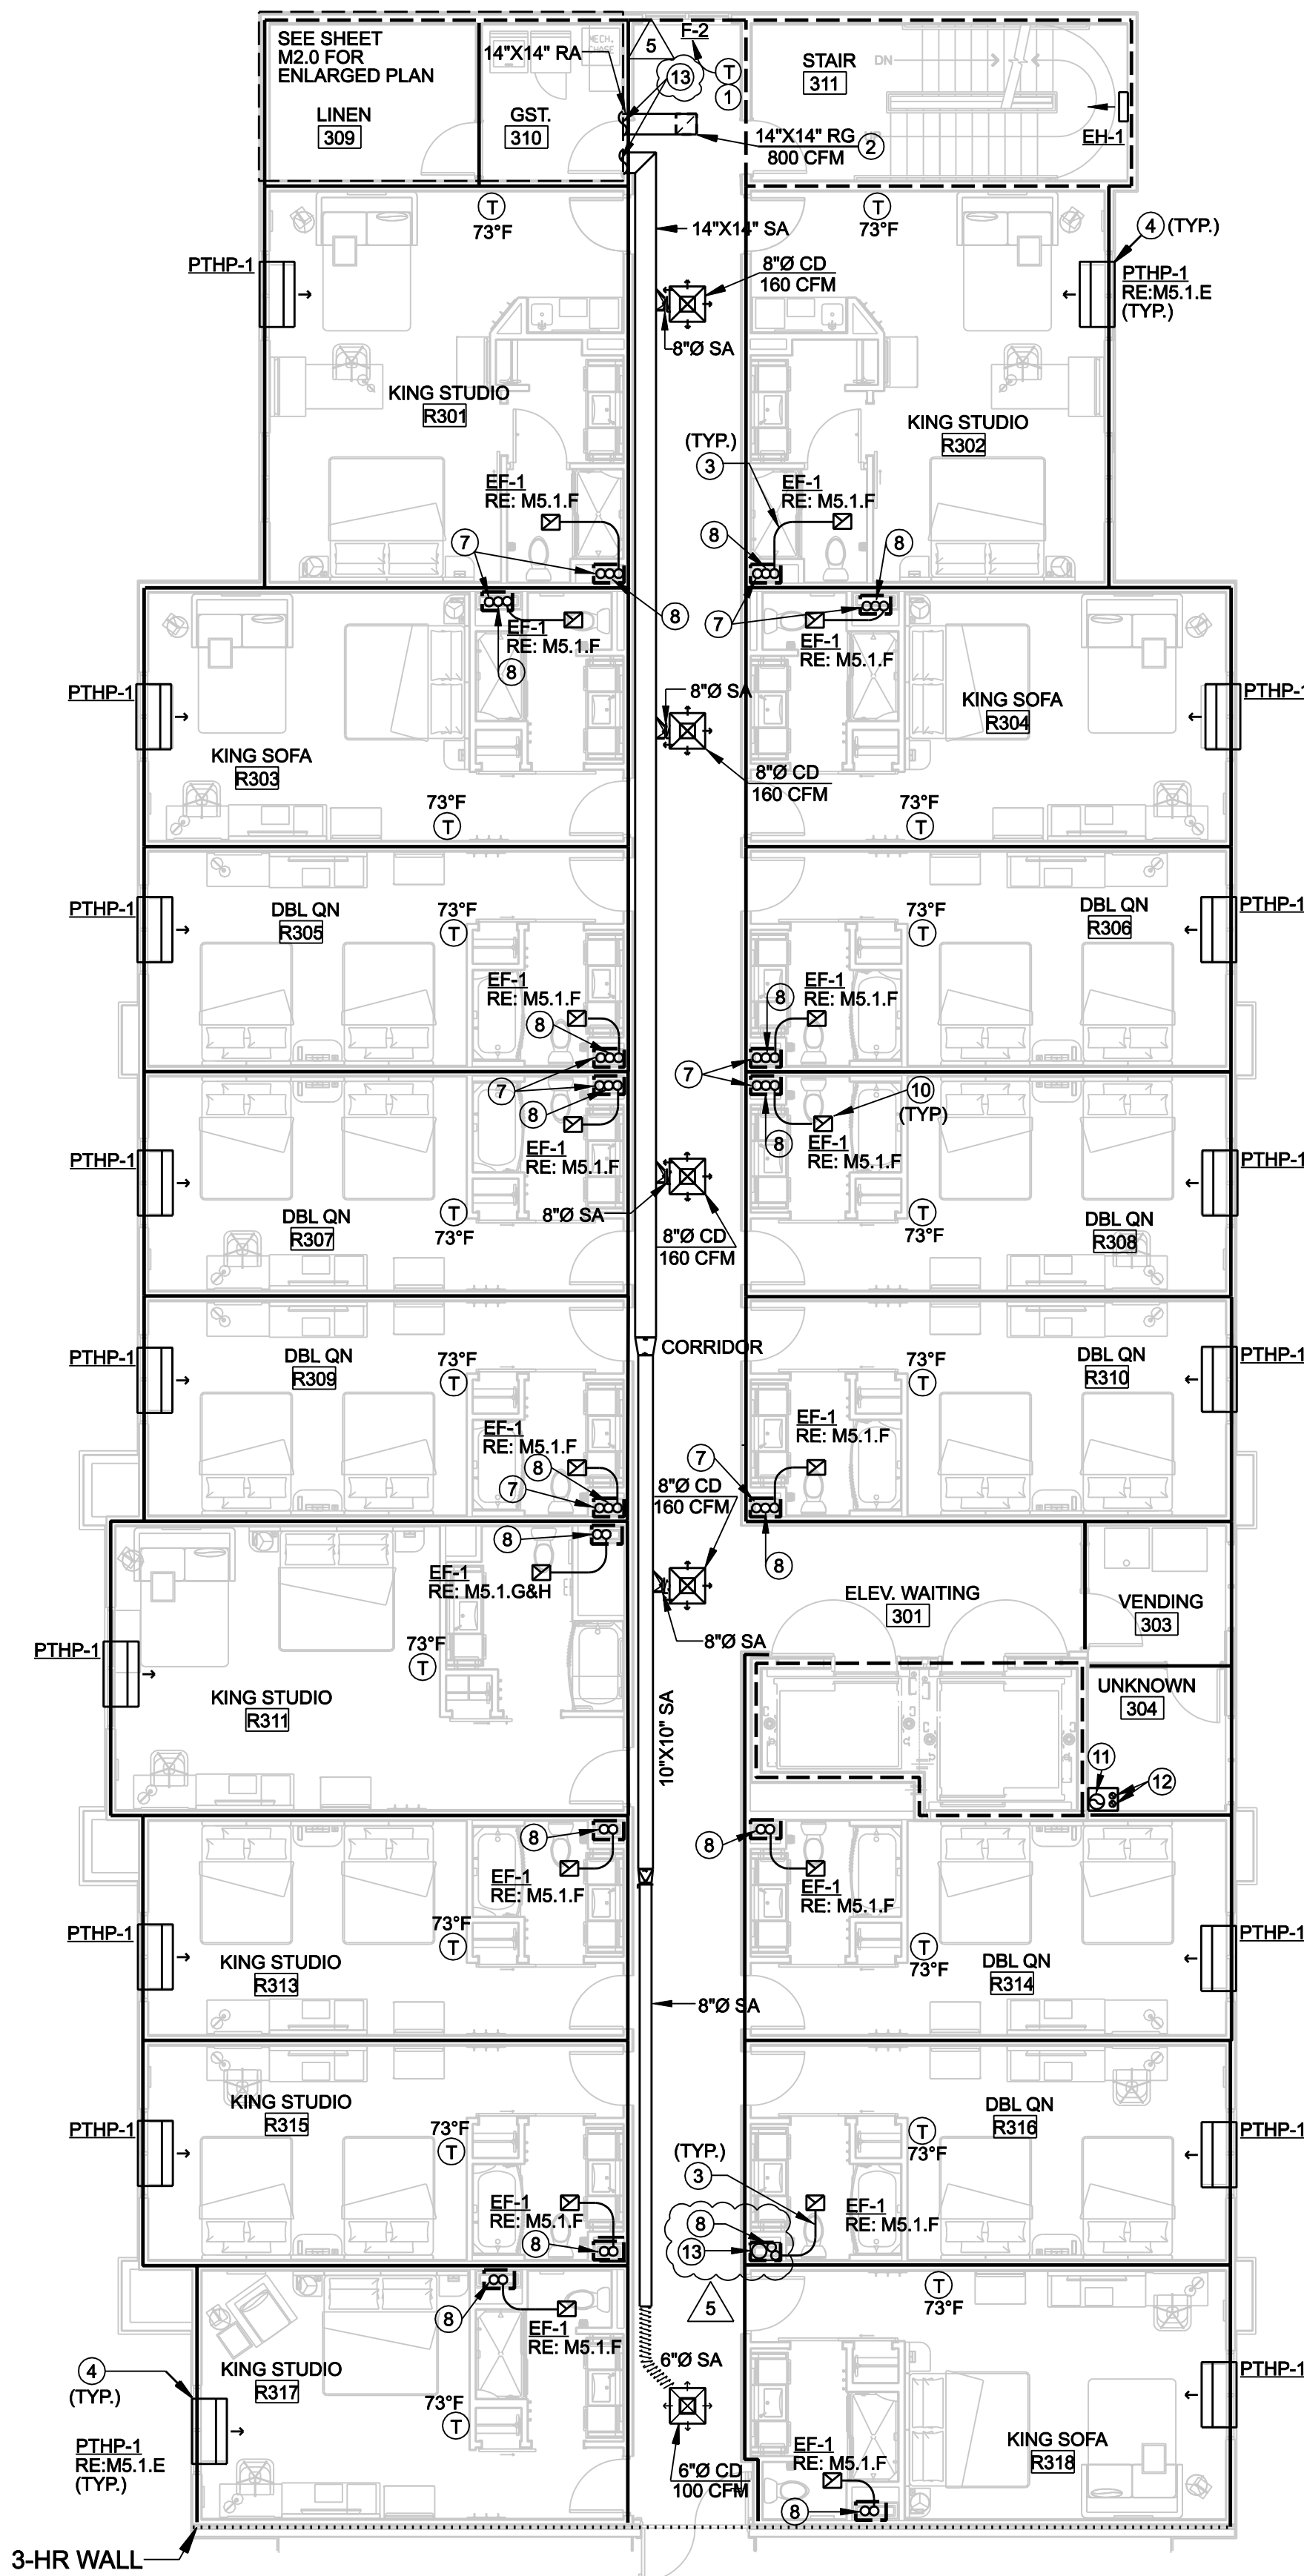 SEE SHEET
M2.0 FOR
ENLARGED PLAN
LINEN
309
14"X14" RA
GST.
310
MECH.
CHASE
5
F-2
13
T
1
STAIR
311
DN
UP
EH-1
14"X14" RG
800 CFM
2
T
73°F
T
73°F
14"X14" SA
4
(TYP.)
PTHP-1
PTHP-1
RE:M5.1.E
(TYP.)
8"Ø CD
160 CFM
8"Ø SA
KING STUDIO
R301
KING STUDIO
R302
(TYP.)
3
EF-1
RE: M5.1.F
EF-1
RE: M5.1.F
7
8
8
8
7
EF-1
RE: M5.1.F
8
EF-1
RE: M5.1.F
PTHP-1
8"Ø SA
KING SOFA
R304
PTHP-1
KING SOFA
R303
8"Ø CD
160 CFM
73°F
T
73°F
T
PTHP-1
DBL QN
R305
73°F
T
73°F
T
DBL QN
R306
PTHP-1
EF-1
RE: M5.1.F
8
8
EF-1
RE: M5.1.F
7
7
8
8
10
(TYP)
EF-1
RE: M5.1.F
EF-1
RE: M5.1.F
PTHP-1
PTHP-1
DBL QN
R307
T
73°F
8"Ø SA
8"Ø CD
160 CFM
T
73°F
DBL QN
R308
CORRIDOR
PTHP-1
DBL QN
R309
73°F
T
73°F
T
DBL QN
R310
PTHP-1
EF-1
RE: M5.1.F
8
7
7
EF-1
RE: M5.1.F
8"Ø CD
160 CFM
8
8
EF-1
RE: M5.1.G&H
ELEV. WAITING
301
VENDING
303
8"Ø SA
PTHP-1
73°F
T
KING STUDIO
R311
10"X10" SA
UNKNOWN
304
11
12
8
8
EF-1
RE: M5.1.F
EF-1
RE: M5.1.F
PTHP-1
73°F
T
T
73°F
PTHP-1
KING STUDIO
R313
DBL QN
R314
8"Ø SA
KING STUDIO
R315
DBL QN
R316
PTHP-1
73°F
T
T
73°F
PTHP-1
(TYP.)
3
EF-1
RE: M5.1.F
8
8
13
EF-1
RE: M5.1.F
5
8
EF-1
RE: M5.1.F
T
73°F
6"Ø SA
4
(TYP.)
KING STUDIO
R317
73°F
T
PTHP-1
PTHP-1
RE:M5.1.E
(TYP.)
6"Ø CD
100 CFM
EF-1
RE: M5.1.F
8
KING SOFA
R318
3-HR WALL